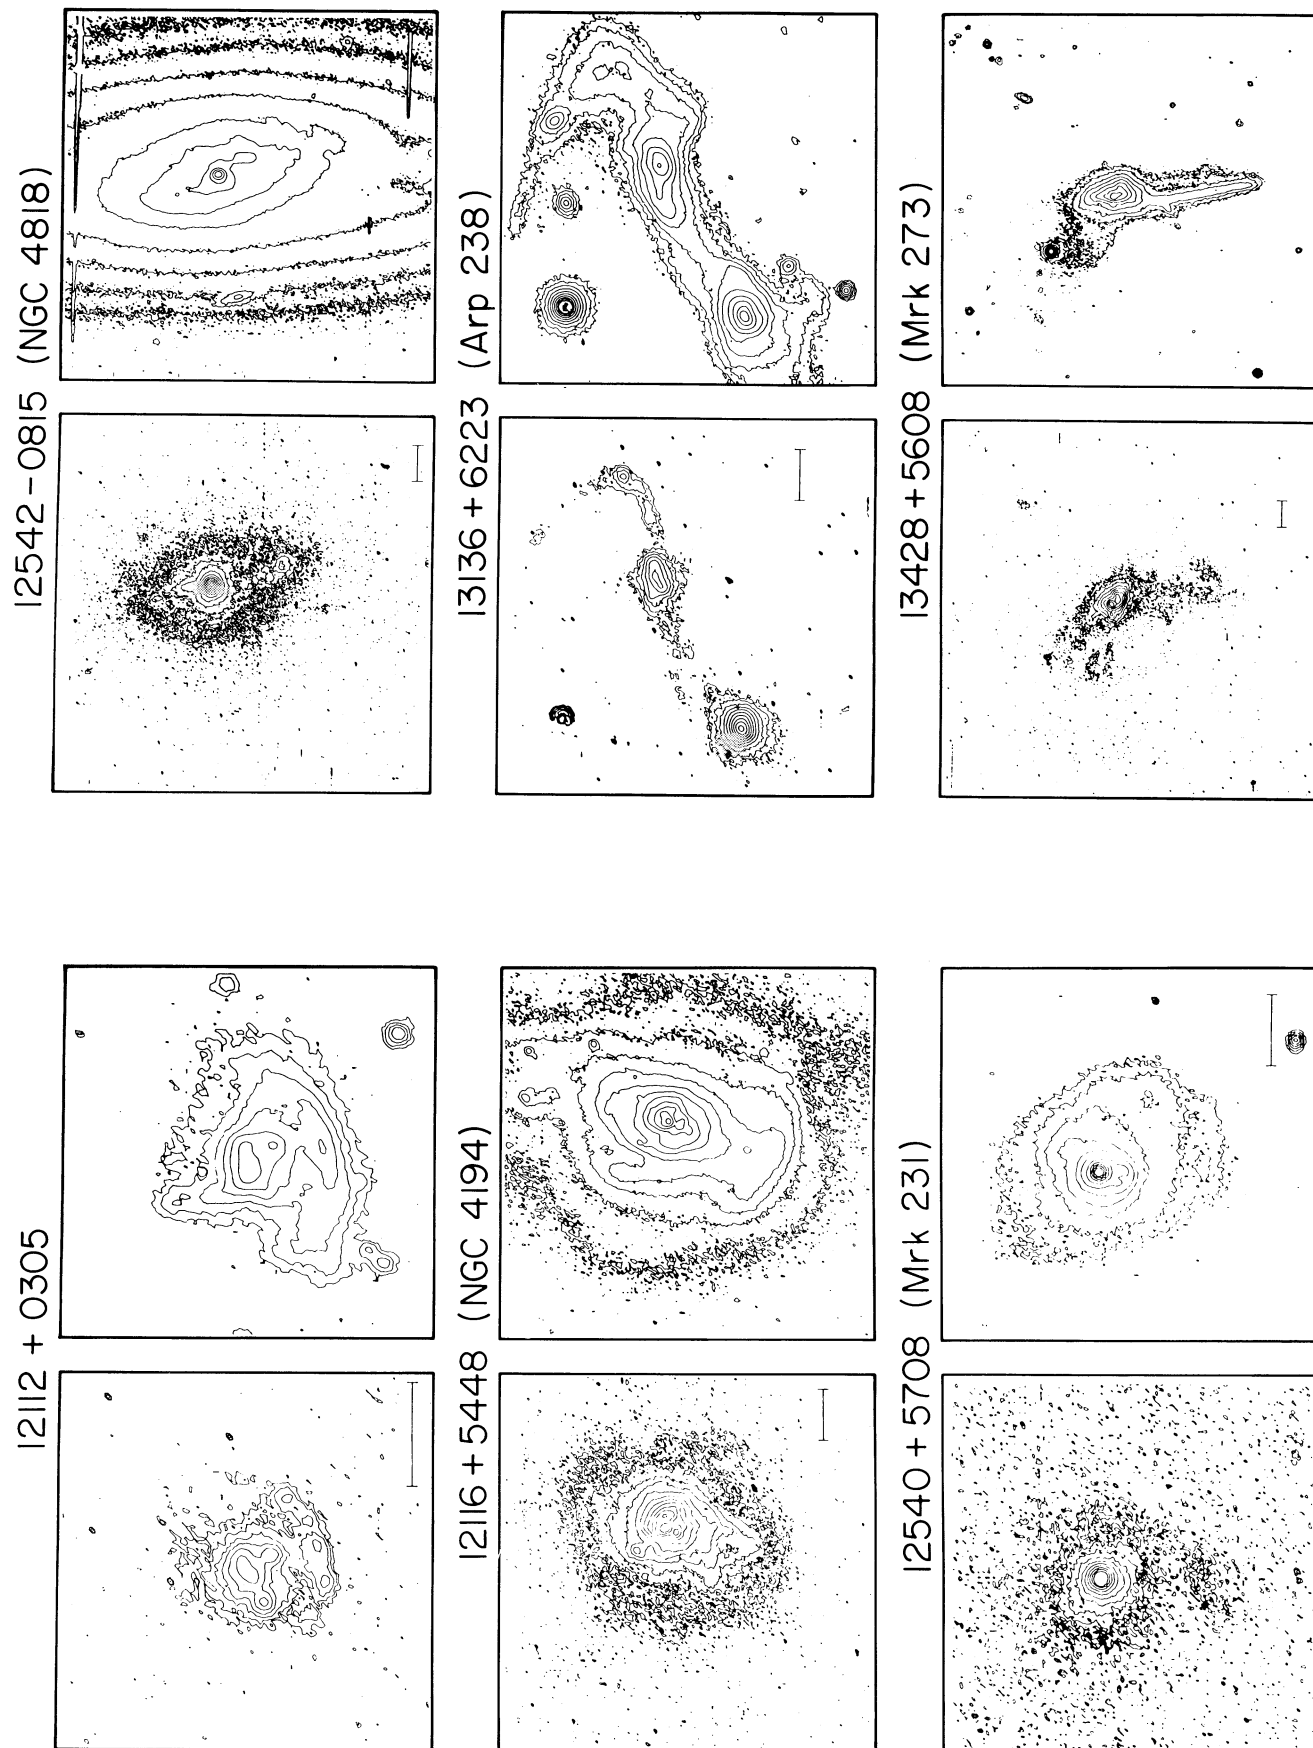 12112 + 0305
12116 + 5448 (NGC 4194)
12540 + 5708 (Mrk 231)
12542 - 0815 (NGC 4818)
13136 + 6223 (Arp 238)
13428 + 5608 (Mrk 273)